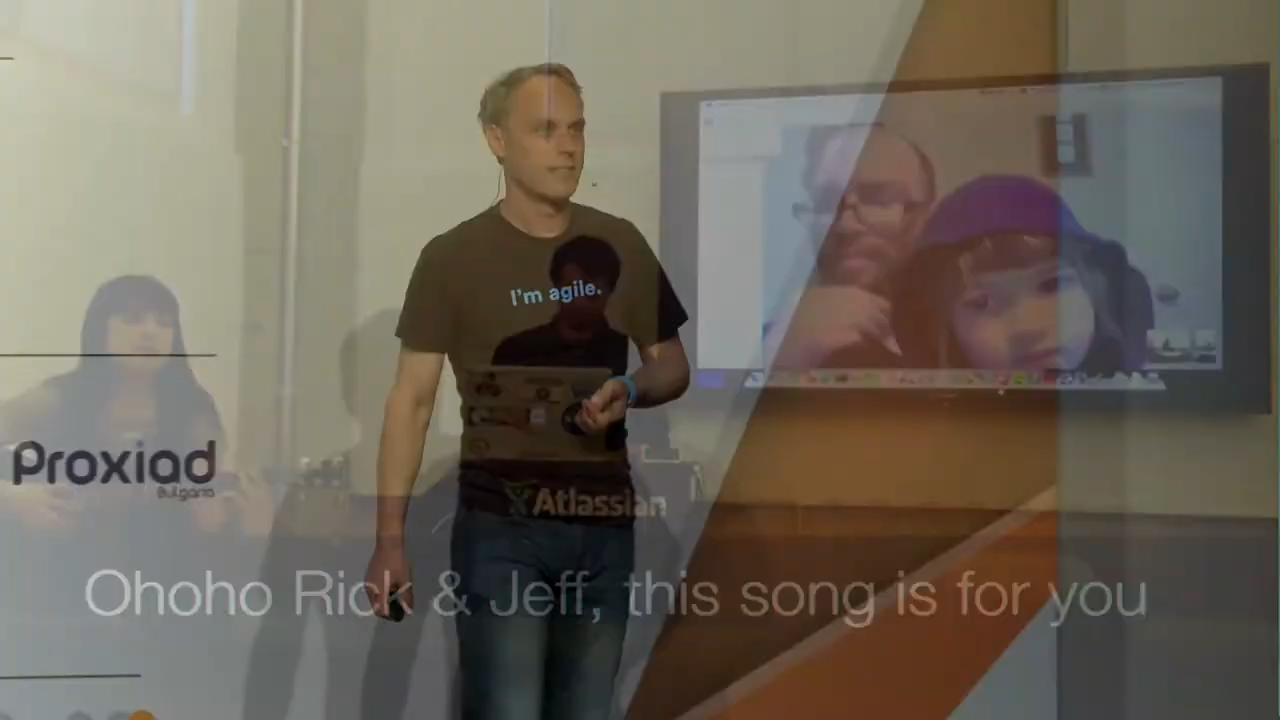 I'm agile.
Proxiad
Bulgaria
Atlassian
Ohoho Rick & Jeff, this song is for you